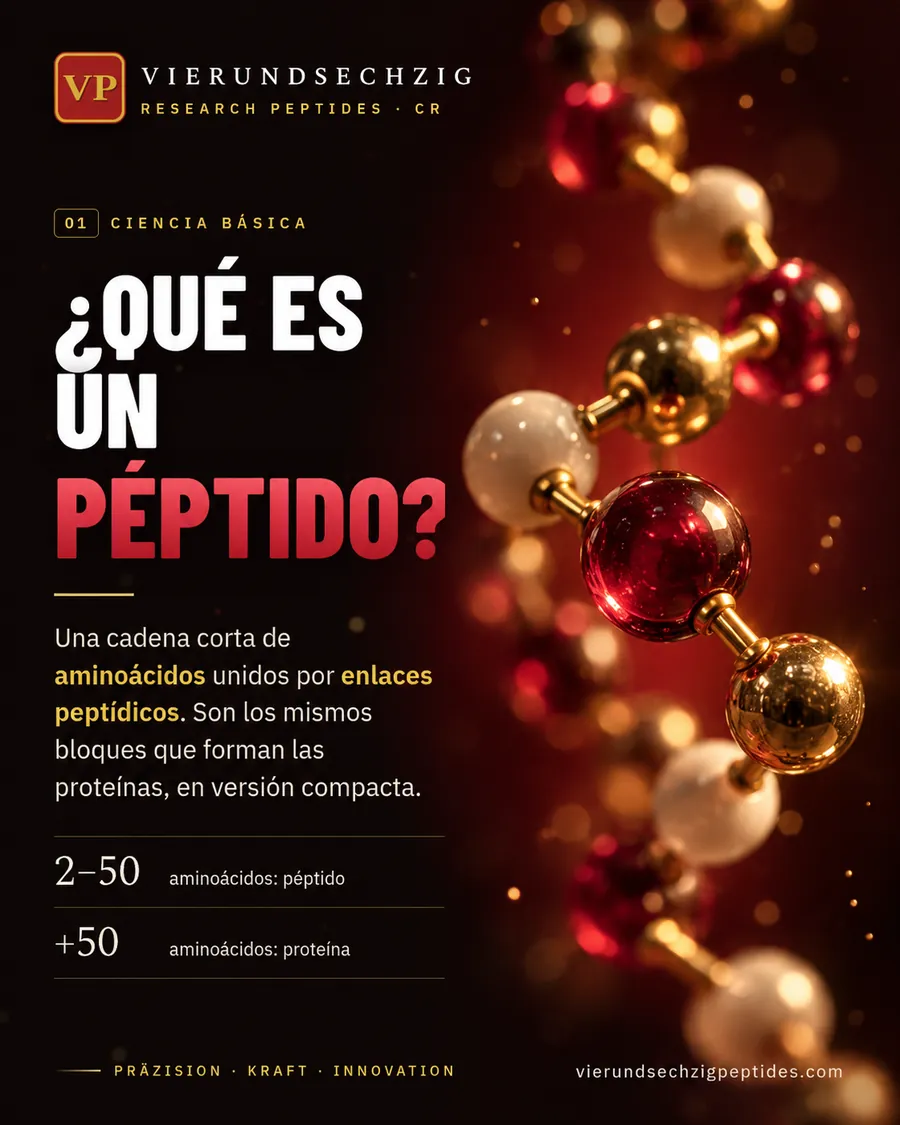 VP
VIERUNDSECHZIG
RESEARCH PEPTIDES · CR
01 CIENCIA BÁSICA
¿QUÉ ES
UN
PÉPTIDO?
Una cadena corta de
aminoácidos unidos por enlaces
peptídicos. Son los mismos
bloques que forman las
proteínas, en versión compacta.
2–50 aminoácidos: péptido
+50 aminoácidos: proteína
PRÄZISION · KRAFT · INNOVATION
vierundsechzigpeptides.com